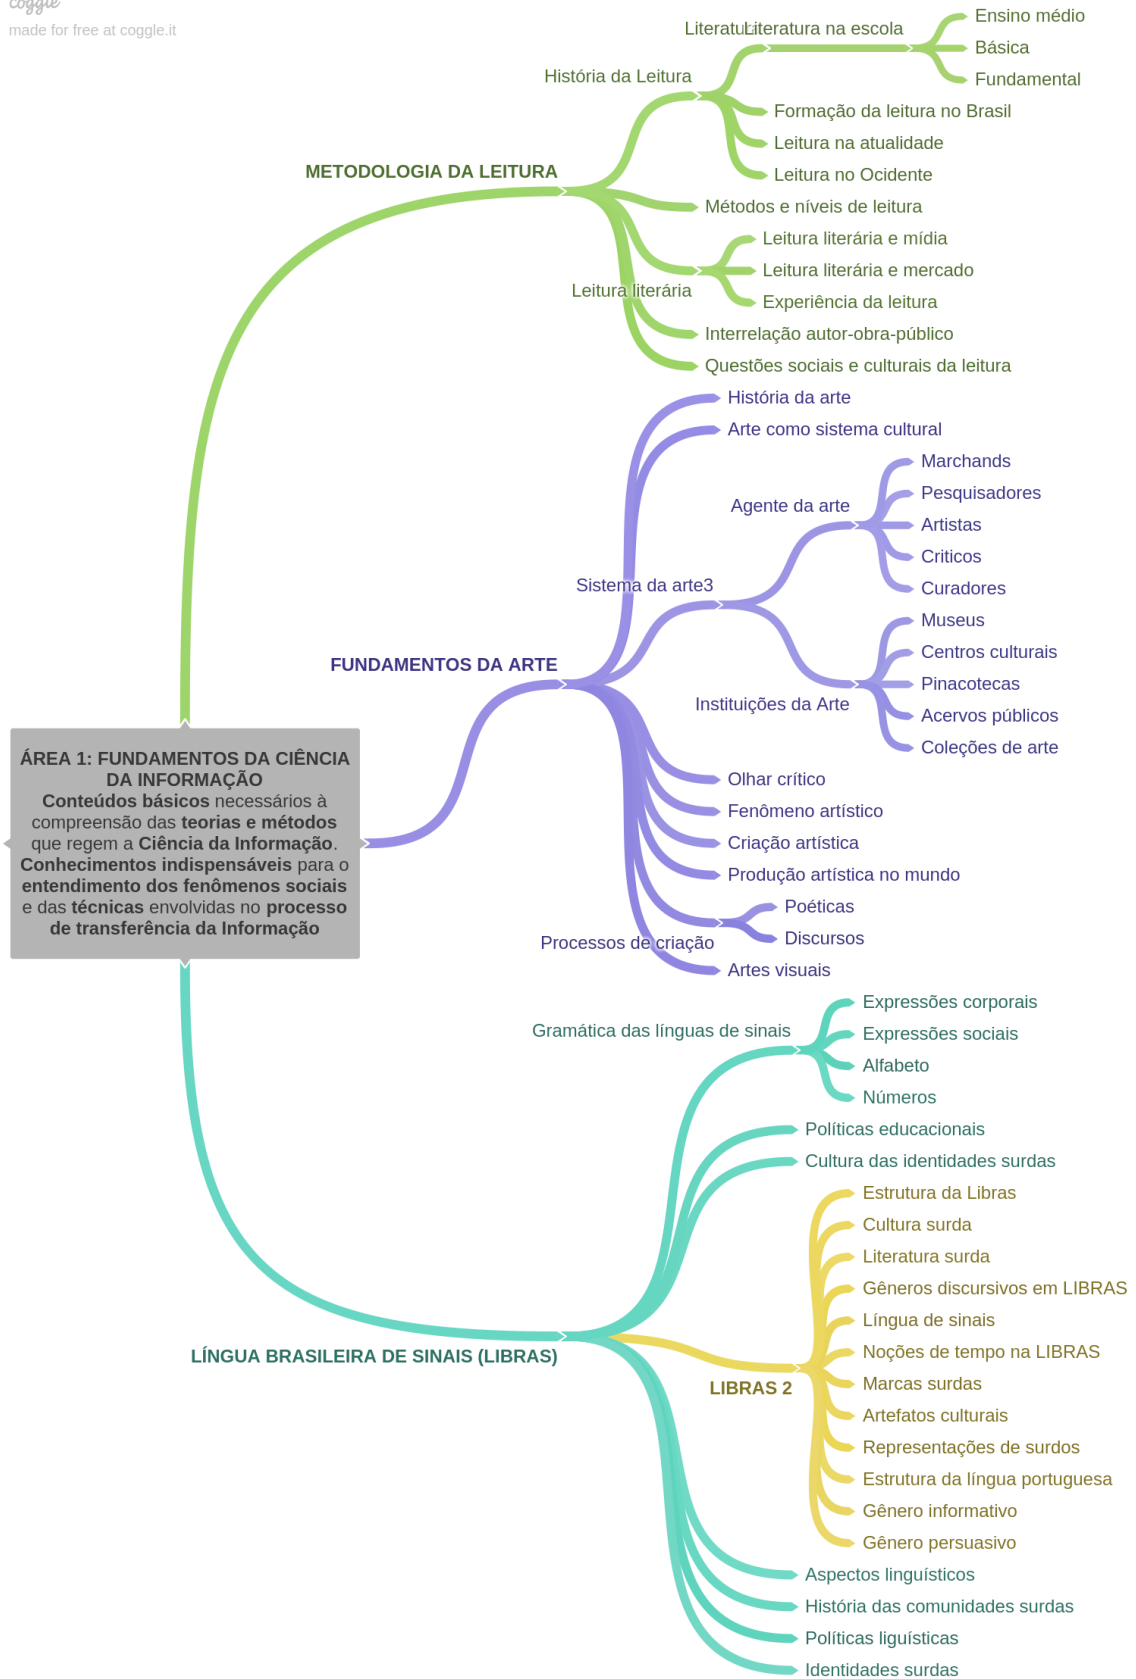 coggle
made for free at coggle.it
Literatura
Literatura na escola
Ensino médio
Básica
Fundamental
História da Leitura
Formação da leitura no Brasil
Leitura na atualidade
Leitura no Ocidente
METODOLOGIA DA LEITURA
Métodos e níveis de leitura
Leitura literária e mídia
Leitura literária e mercado
Experiência da leitura
Leitura literária
Interrelação autor-obra-público
Questões sociais e culturais da leitura
História da arte
Arte como sistema cultural
Marchands
Pesquisadores
Agente da arte
Artistas
Criticos
Curadores
Sistema da arte3
Museus
Centros culturais
Pinacotecas
Instituições da Arte
Acervos públicos
Coleções de arte
FUNDAMENTOS DA ARTE
Olhar crítico
Fenômeno artístico
Criação artística
Produção artística no mundo
Poéticas
Discursos
Processos de criação
Artes visuais
ÁREA 1: FUNDAMENTOS DA CIÊNCIA
DA INFORMAÇÃO
Conteúdos básicos necessários à
compreensão das teorias e métodos
que regem a Ciência da Informação.
Conhecimentos indispensáveis para o
entendimento dos fenômenos sociais
e das técnicas envolvidas no processo
de transferência da Informação
Gramática das línguas de sinais
Expressões corporais
Expressões sociais
Alfabeto
Números
Políticas educacionais
Cultura das identidades surdas
Estrutura da Libras
Cultura surda
Literatura surda
Gêneros discursivos em LIBRAS
Língua de sinais
LÍNGUA BRASILEIRA DE SINAIS (LIBRAS)
Noções de tempo na LIBRAS
LIBRAS 2
Marcas surdas
Artefatos culturais
Representações de surdos
Estrutura da língua portuguesa
Gênero informativo
Gênero persuasivo
Aspectos linguísticos
História das comunidades surdas
Políticas liguísticas
Identidades surdas